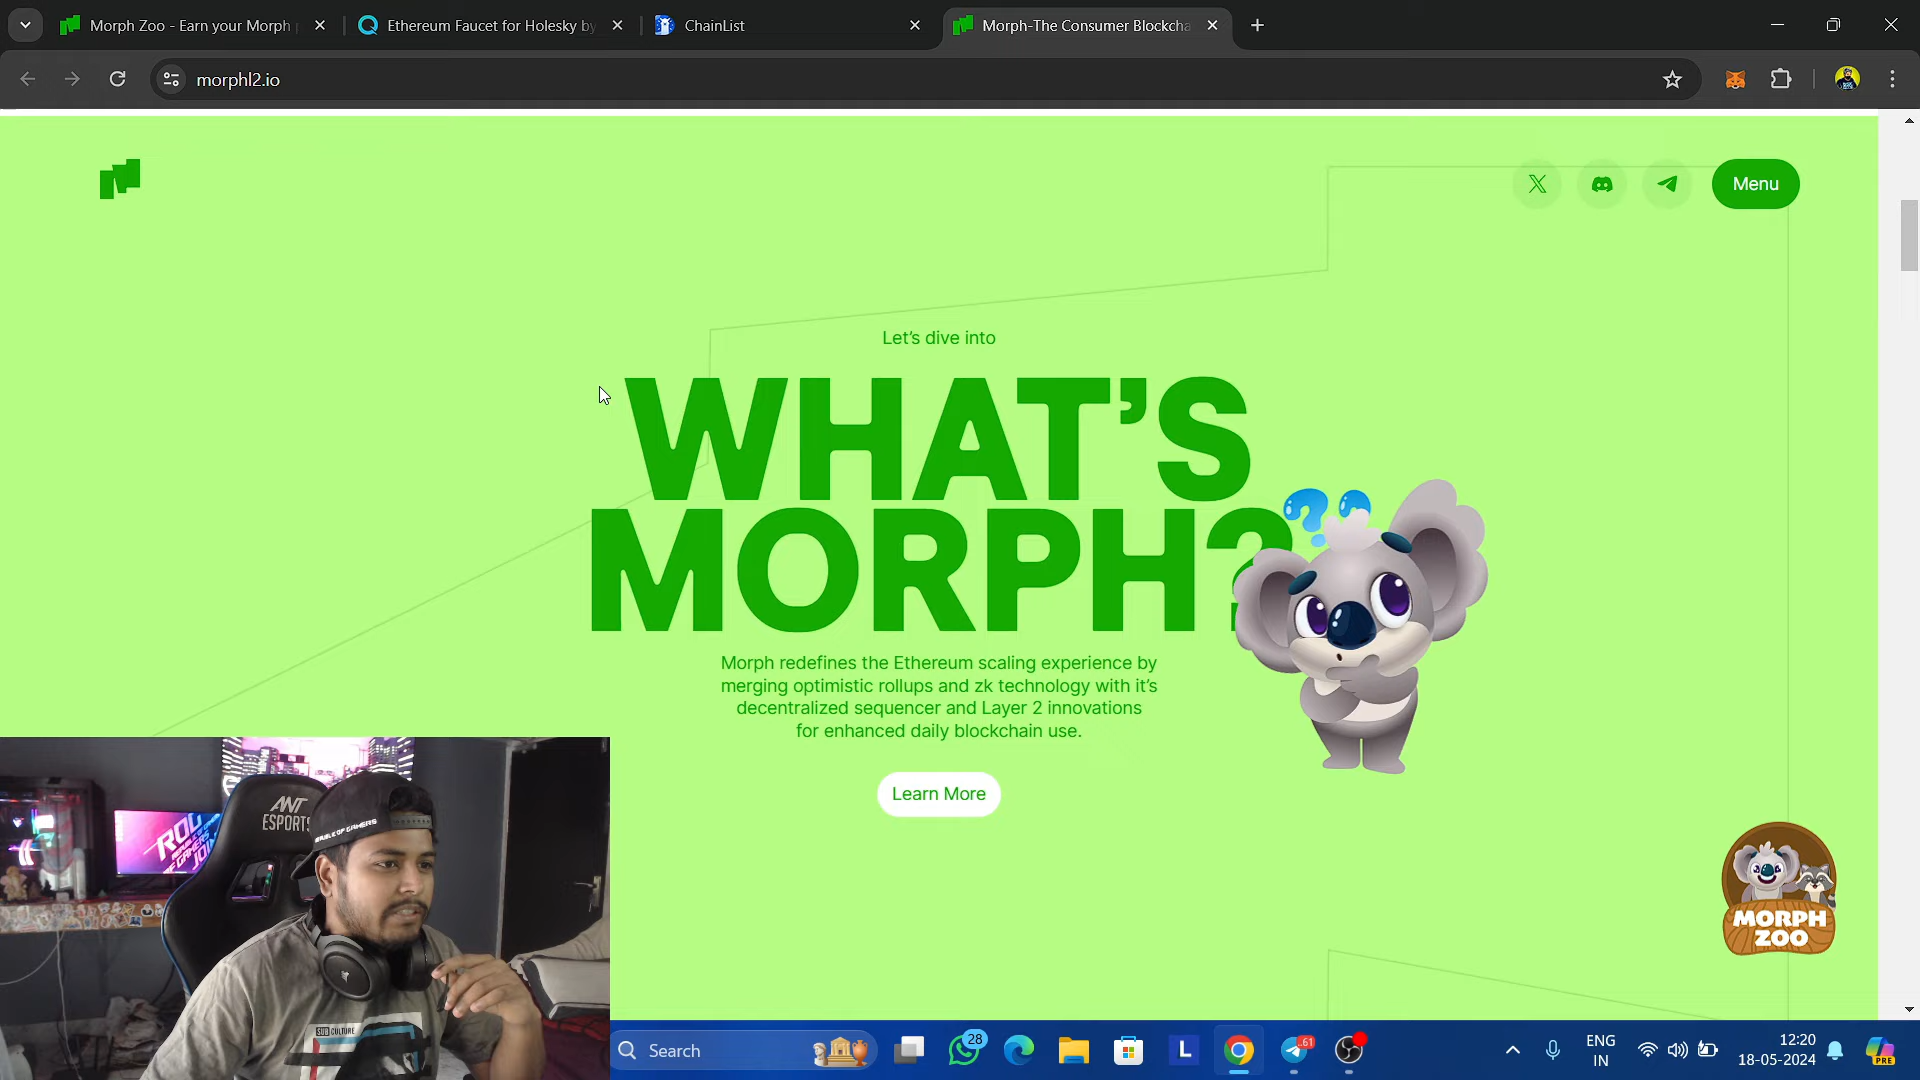 Morph Zoo - Earn your Morph
Ethereum Faucet for Holesky by
ChainList
Morph-The Consumer Blockcha
morphl2.io
Menu
Let's dive into
WHAT'S
MORPH?
Morph redefines the Ethereum scaling experience by
merging optimistic rollups and zk technology with it's
decentralized sequencer and Layer 2 innovations
for enhanced daily blockchain use.
Learn More
MORPH
ZOO
ANT
ESPORTS
SUB CULTURE
Search
28
L
.61
ENG
IN
12:20
18-05-2024
PRE